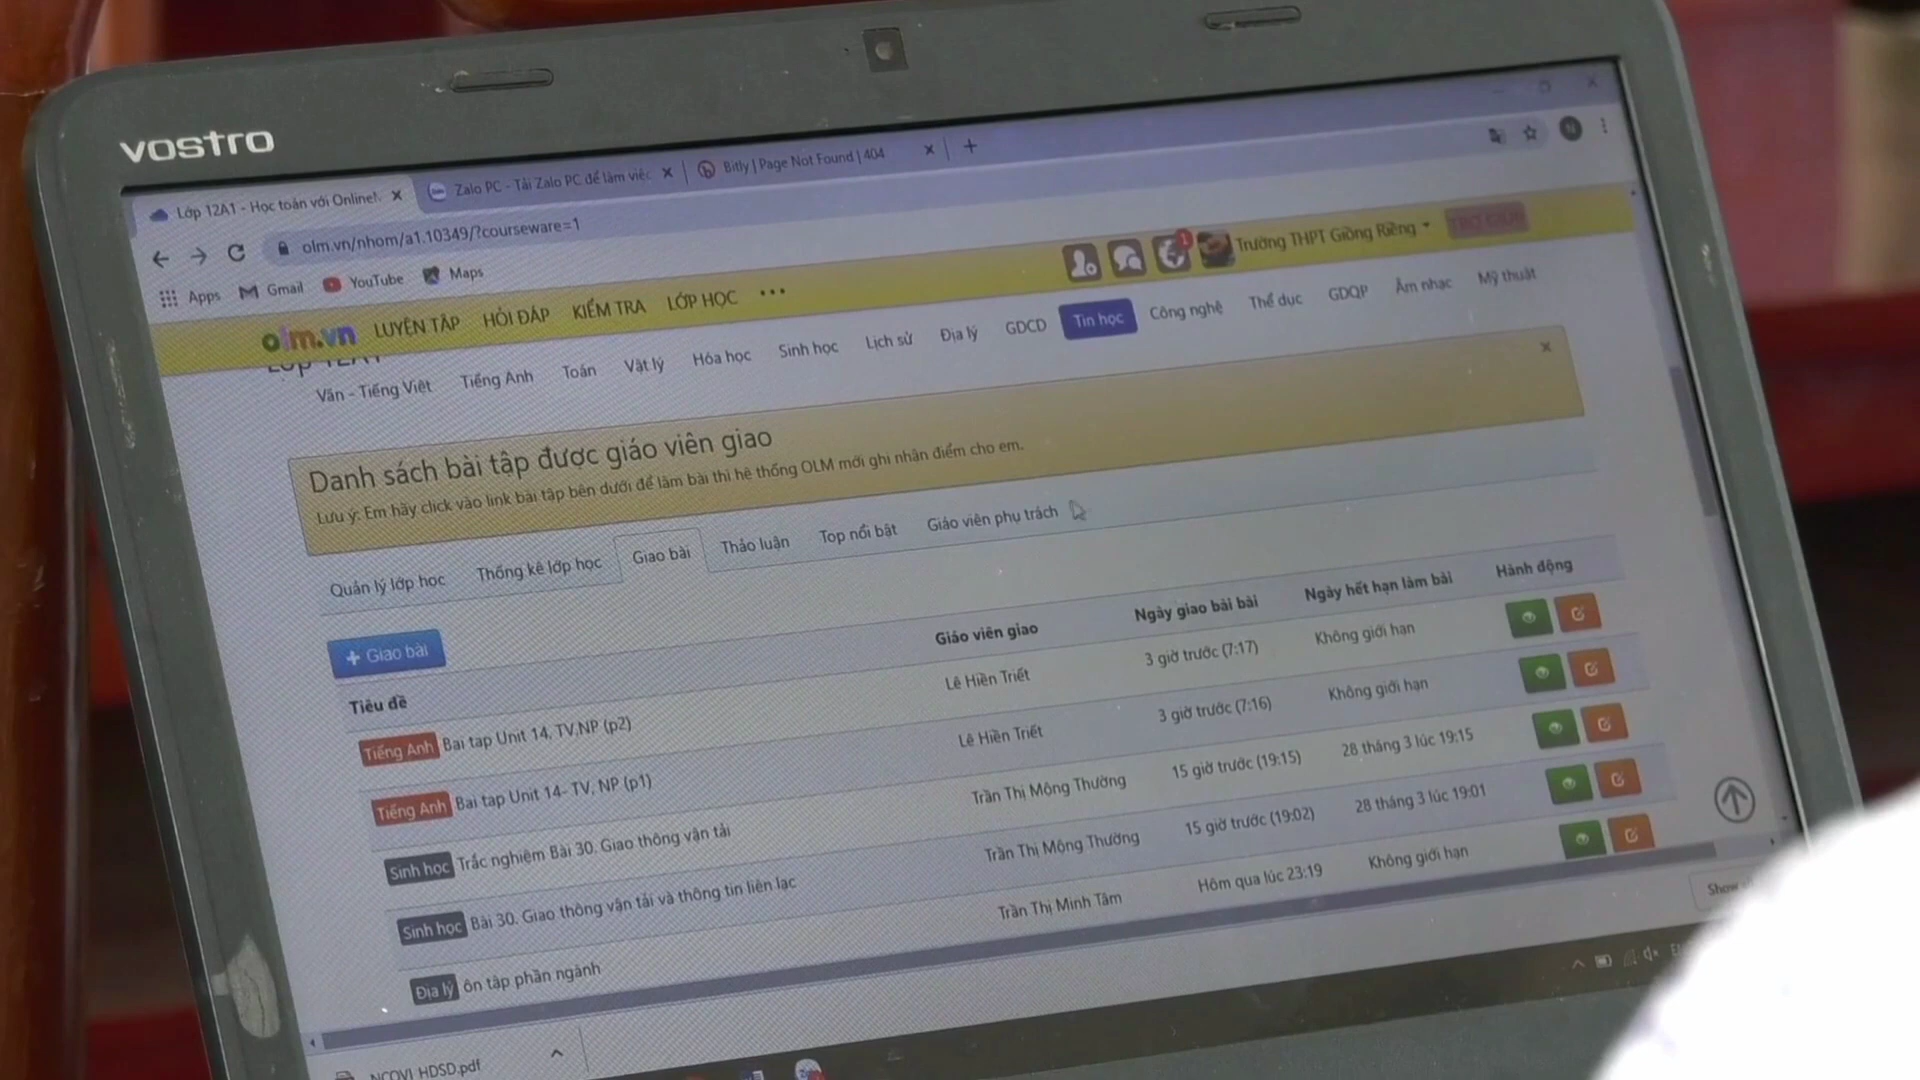 vostro
Lớp 12A1 - Học toán với Online!
Zalo PC - Tải Zalo PC để làm việc
Bitly | Page Not Found | 404
olm.vn/nhom/a1.10349/?courseware=1
Apps Gmail YouTube Maps
olm.vn LUYỆN TẬP HỎI ĐÁP KIỂM TRA LỚP HỌC ••• 1 Trường THPT Giồng Riềng
Văn - Tiếng Việt Tiếng Anh Toán Vật lý Hóa học Sinh học Lịch sử Địa lý GDCD Tin học Công nghệ Thể dục GDQP Âm nhạc Mỹ thuật
Danh sách bài tập được giáo viên giao
Lưu ý: Em hãy click vào link bài tập bên dưới để làm bài thì hệ thống OLM mới ghi nhận điểm cho em.
Quản lý lớp học Thống kê lớp học Giao bài Thảo luận Top nổi bật Giáo viên phụ trách
+ Giao bài
Tiêu đề Giáo viên giao Ngày giao bài bài Ngày hết hạn làm bài Hành động
Tiếng Anh Bai tap Unit 14, TV,NP (p2) Lê Hiền Triết 3 giờ trước (7:17) Không giới hạn
Tiếng Anh Bai tap Unit 14- TV, NP (p1) Lê Hiền Triết 3 giờ trước (7:16) Không giới hạn
Sinh học Trắc nghiệm Bài 30. Giao thông vận tải Trần Thị Mộng Thường 15 giờ trước (19:15) 28 tháng 3 lúc 19:15
Sinh học Bài 30. Giao thông vận tải và thông tin liên lạc Trần Thị Mộng Thường 15 giờ trước (19:02) 28 tháng 3 lúc 19:01
Địa lý ôn tập phần ngành Trần Thị Minh Tâm Hôm qua lúc 23:19 Không giới hạn
Show
NCOVI_HDSD.pdf